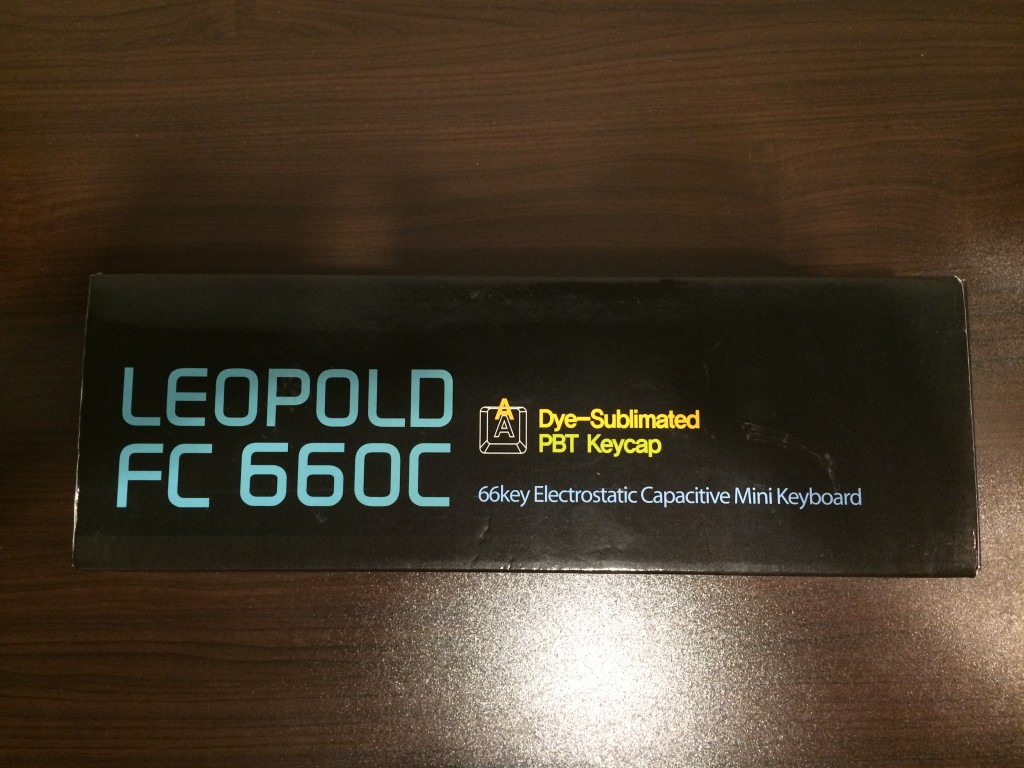 LEOPOLD
FC 660C
A
A
Dye-Sublimated
PBT Keycap
66key Electrostatic Capacitive Mini Keyboard